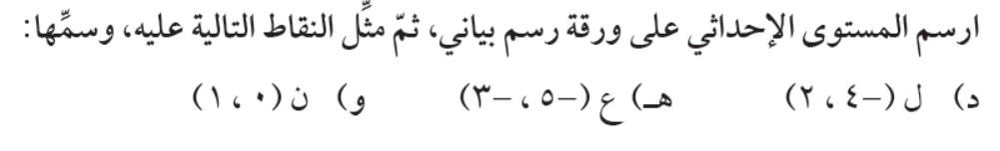 ارسم المستوى الإحداثي على ورقة رسم بياني، ثمّ مثِّل النقاط التالية عليه، وسمِّها:
د) ل (−٤ ، ٢) هـ) ع (−٥ ، −٣) و) ن (٠ ، ١)